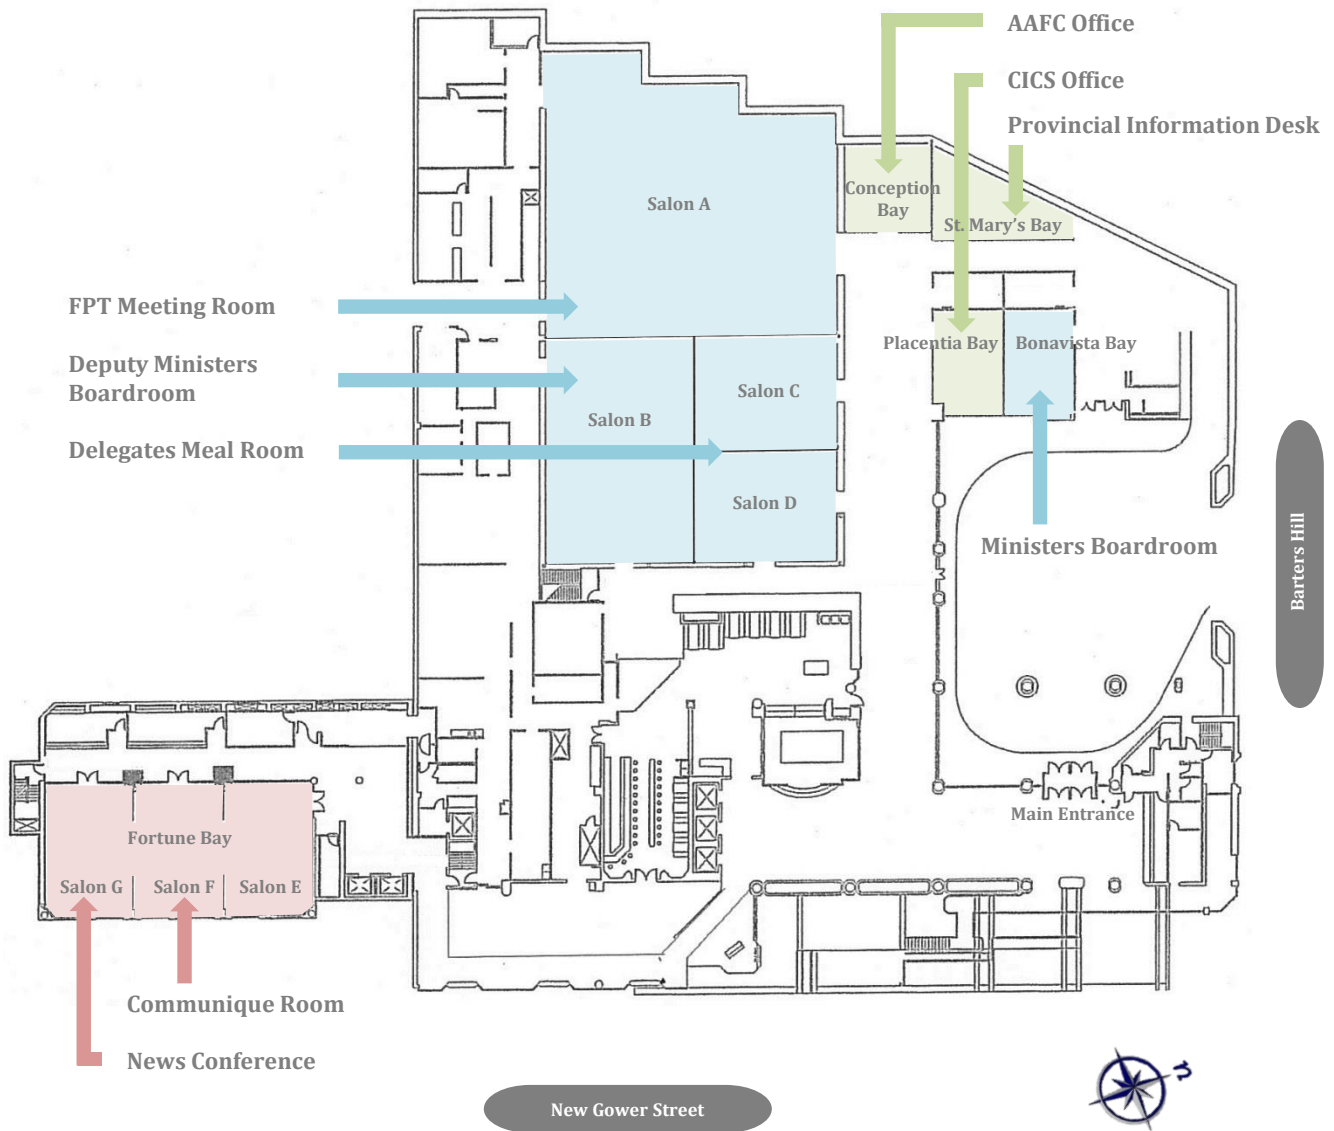 AAFC Office
CICS Office
Provincial Information Desk
Conception
Bay
Salon A
St. Mary's Bay
FPT Meeting Room
Placentia Bay
Bonavista Bay
Deputy Ministers
Boardroom
Salon C
Salon B
Delegates Meal Room
Salon D
Ministers Boardroom
Barters Hill
Main Entrance
Fortune Bay
Salon G
Salon F
Salon E
Communique Room
News Conference
n
New Gower Street